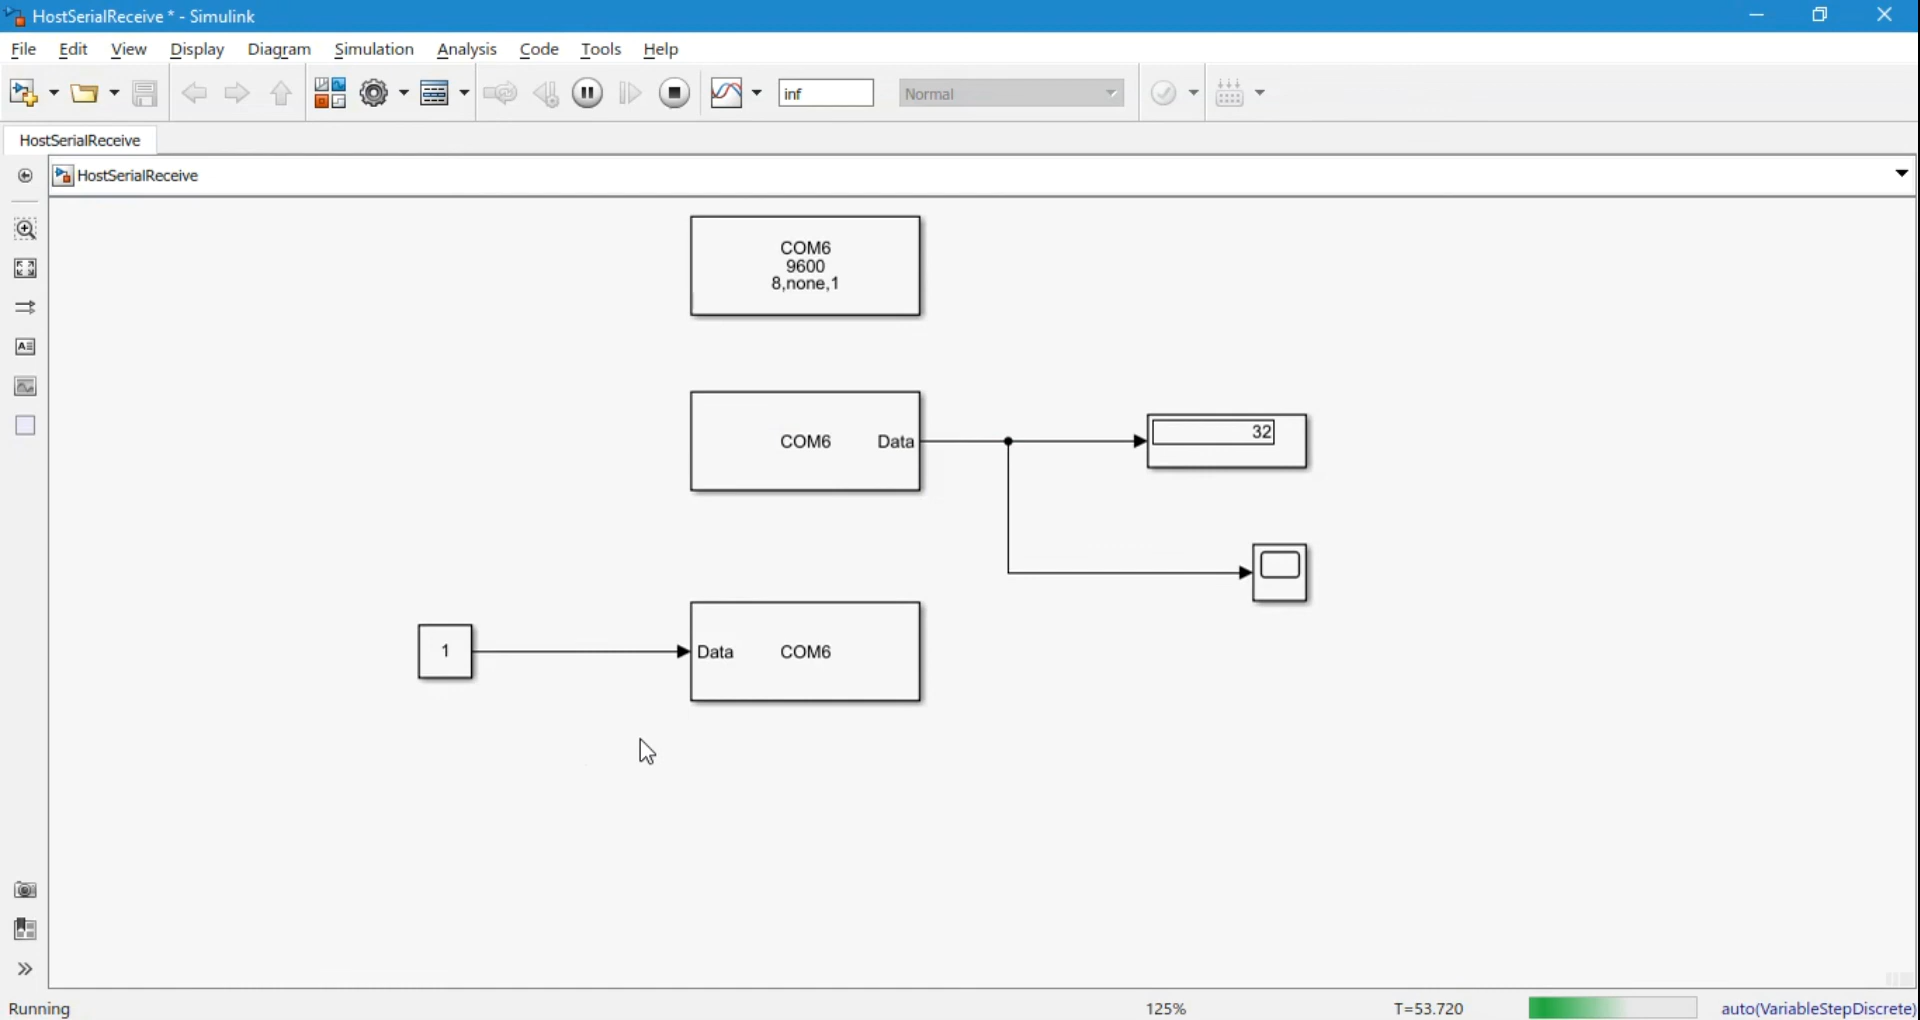 HostSerialReceive * - Simulink
File Edit View Display Diagram Simulation Analysis Code Tools Help
inf Normal
HostSerialReceive
HostSerialReceive
COM6
9600
8,none,1
COM6 Data
32
1
Data COM6
Running 125% T=53.720 auto(VariableStepDiscrete)